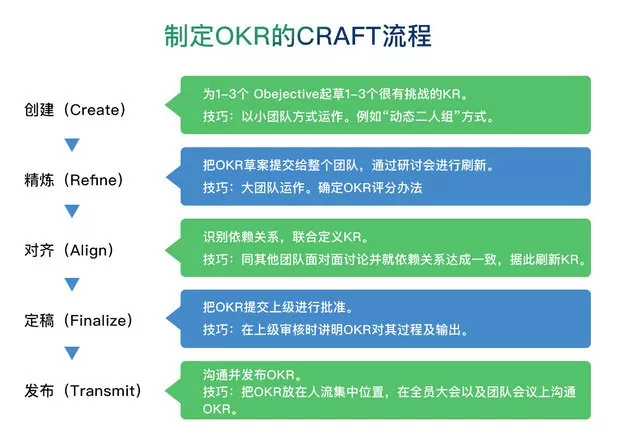 制定OKR的CRAFT流程
创建（Create）
为1-3个 Obejective起草1-3个很有挑战的KR。
技巧：以小团队方式运作。例如“动态二人组”方式。
精炼（Refine）
把OKR草案提交给整个团队，通过研讨会进行刷新。
技巧：大团队运作。确定OKR评分办法
对齐（Align）
识别依赖关系，联合定义KR。
技巧：同其他团队面对面讨论并就依赖关系达成一致，据此刷新KR。
定稿（Finalize）
把OKR提交上级进行批准。
技巧：在上级审核时讲明OKR对其过程及输出。
发布（Transmit）
沟通并发布OKR。
技巧：把OKR放在人流集中位置，在全员大会以及团队会议上沟通
OKR。